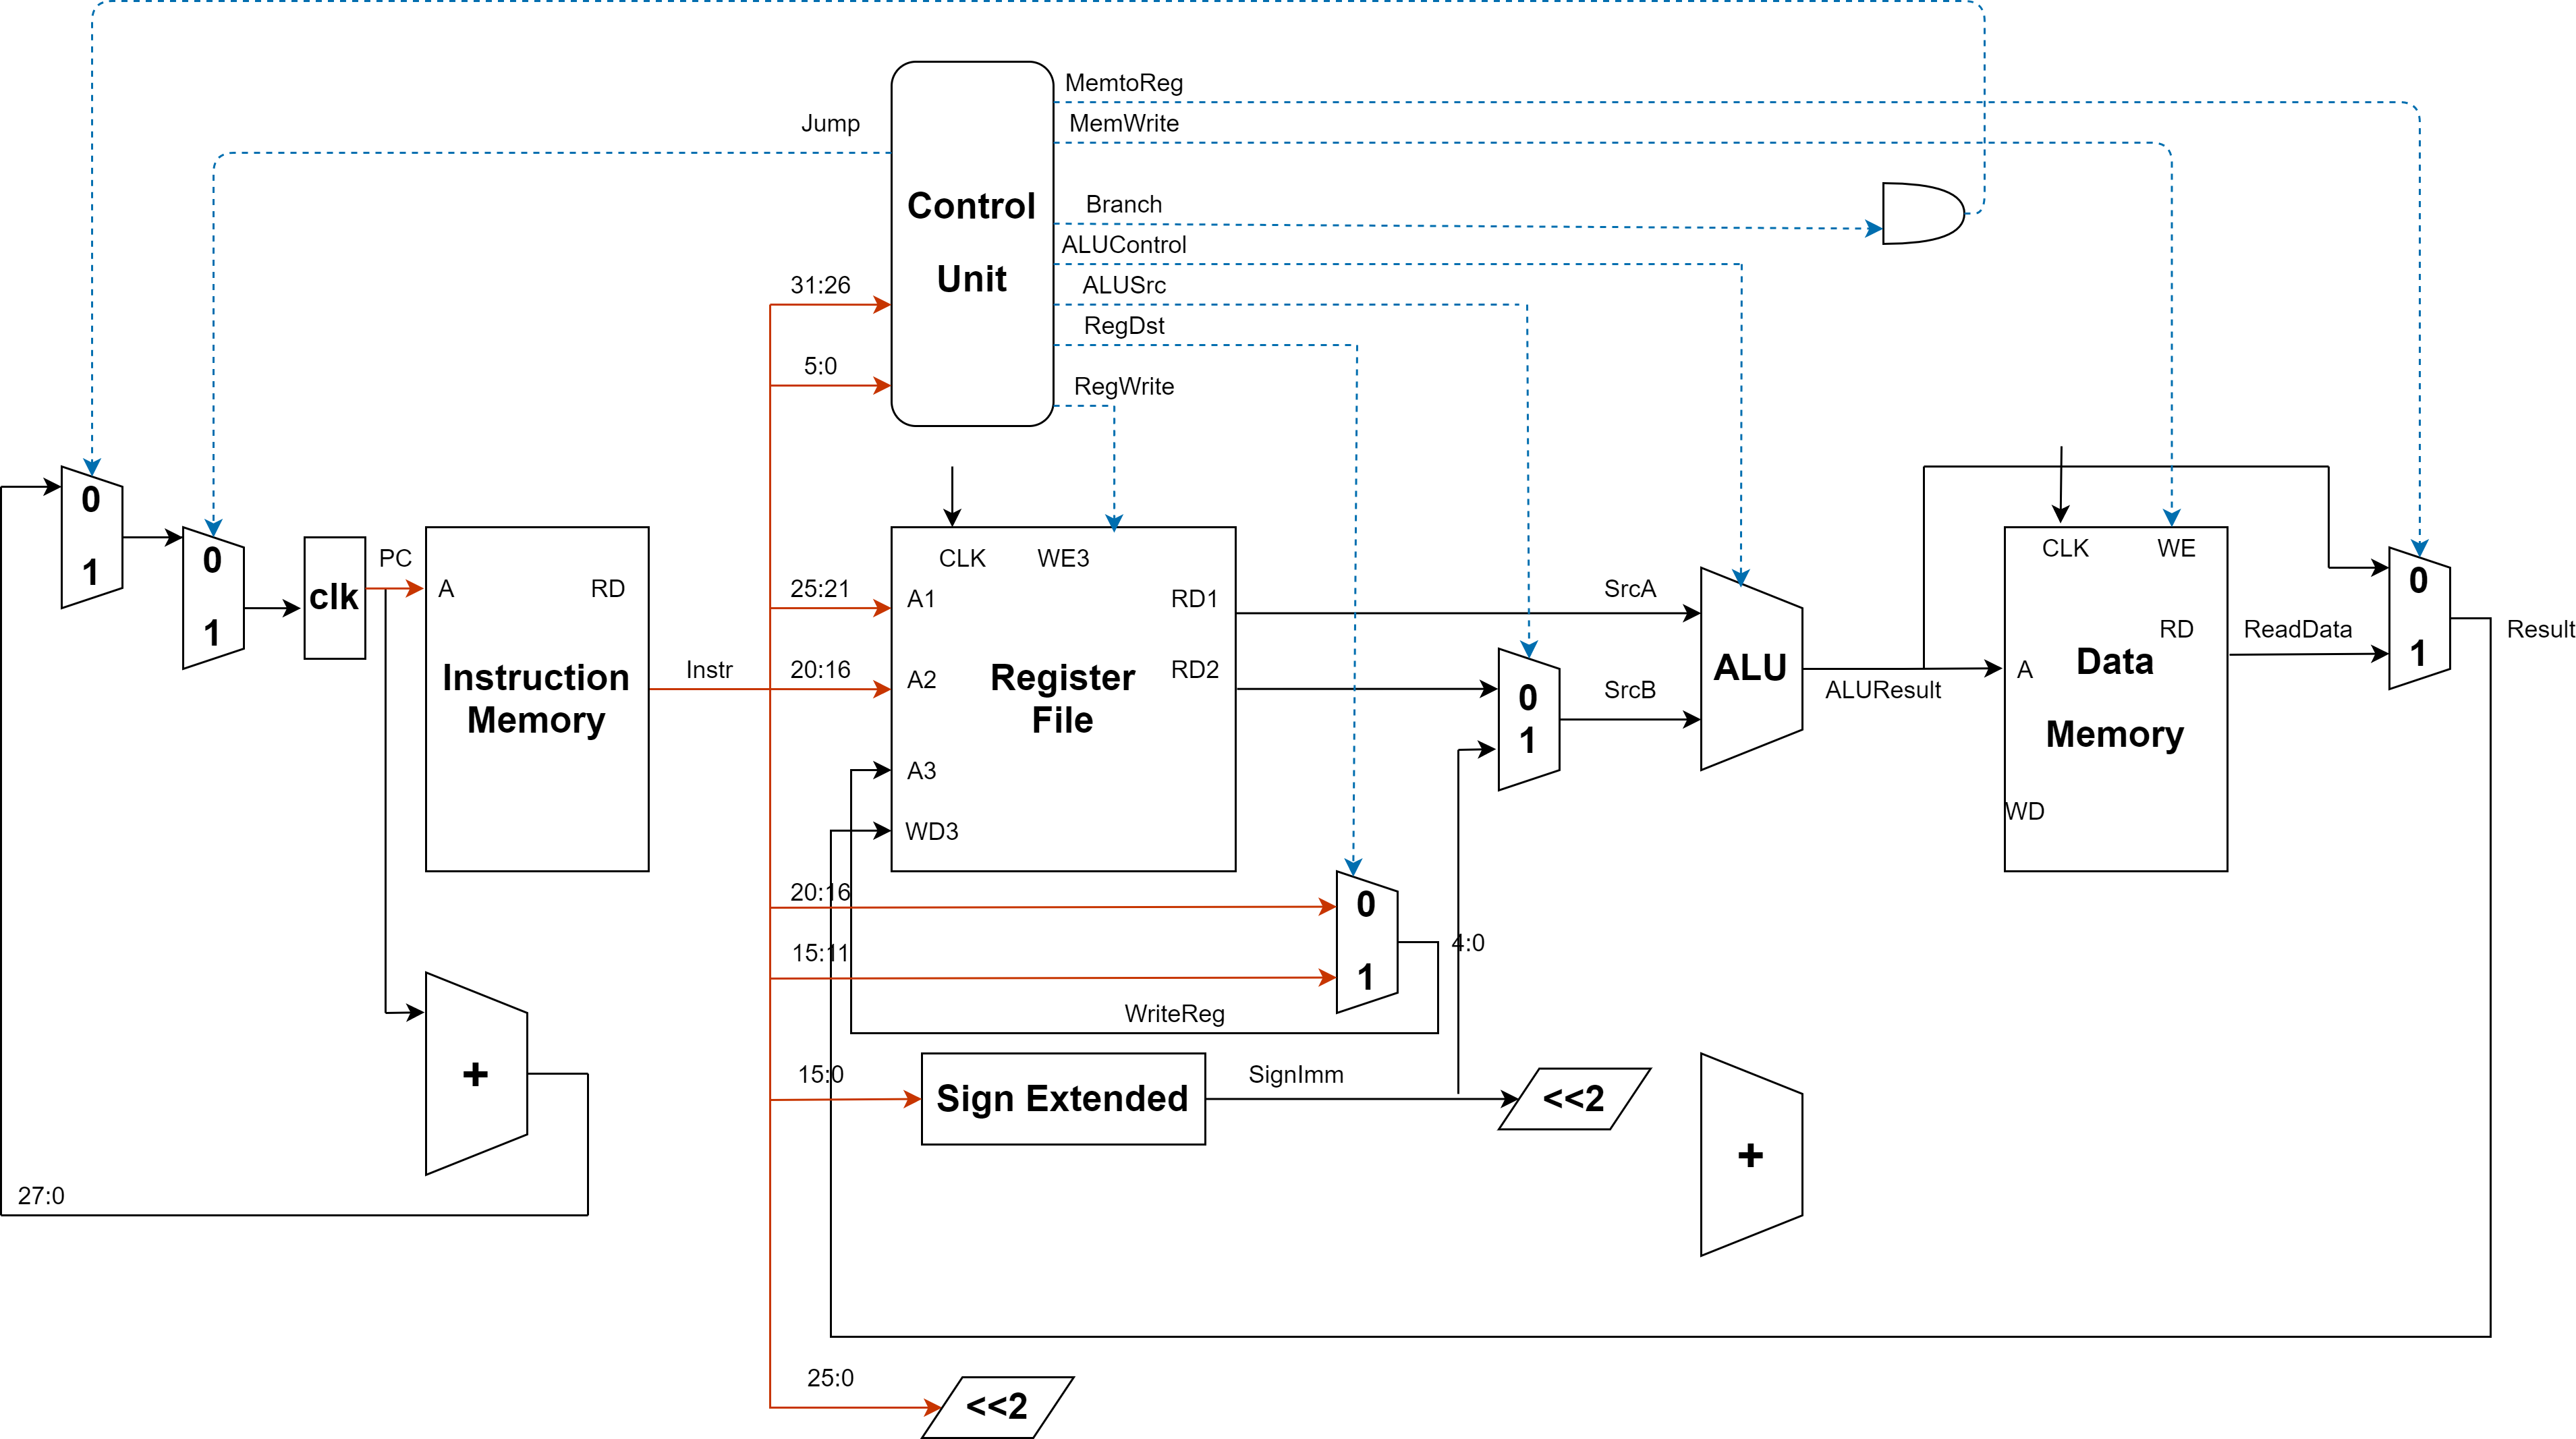 MemtoReg
Jump
MemWrite
Control
Unit
Branch
ALUControl
31:26
ALUSrc
RegDst
5:0
RegWrite
0
1
0
1
clk
PC
A
RD
Instruction
Memory
Instr
25:21
20:16
CLK
WE3
A1
RD1
A2
RD2
Register
File
A3
WD3
SrcA
0
1
SrcB
ALU
ALUResult
CLK
WE
RD
A
Data
Memory
WD
ReadData
0
1
Result
20:16
15:11
0
1
4:0
WriteReg
+
15:0
Sign Extended
SignImm
<<2
+
27:0
25:0
<<2